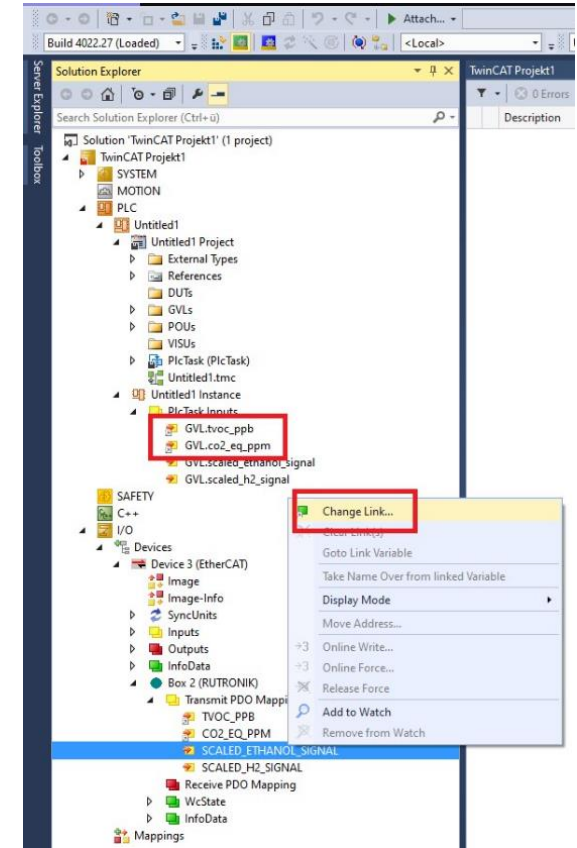 Attach...
Build 4022.27 (Loaded)
<Local>
Server Explorer
Toolbox
Solution Explorer
Search Solution Explorer (Ctrl+ü)
Solution 'TwinCAT Projekt1' (1 project)
TwinCAT Projekt1
SYSTEM
MOTION
PLC
Untitled1
Untitled1 Project
External Types
References
DUTs
GVLs
POUs
VISUs
PlcTask (PlcTask)
Untitled1.tmc
Untitled1 Instance
PlcTask Inputs
GVL.tvoc_ppb
GVL.co2_eq_ppm
GVL.scaled_ethanol_signal
GVL.scaled_h2_signal
SAFETY
C++
I/O
Devices
Device 3 (EtherCAT)
Image
Image-Info
SyncUnits
Inputs
Outputs
InfoData
Box 2 (RUTRONIK)
Transmit PDO Mappi
TVOC_PPB
CO2_EQ_PPM
SCALED_ETHANOL_SIGNAL
SCALED_H2_SIGNAL
Receive PDO Mapping
WcState
InfoData
Mappings
Change Link...
Clear Link(s)
Goto Link Variable
Take Name Over from linked Variable
Display Mode
Move Address...
Online Write...
Online Force...
Release Force
Add to Watch
Remove from Watch
TwinCAT Projekt1
0 Errors
Description